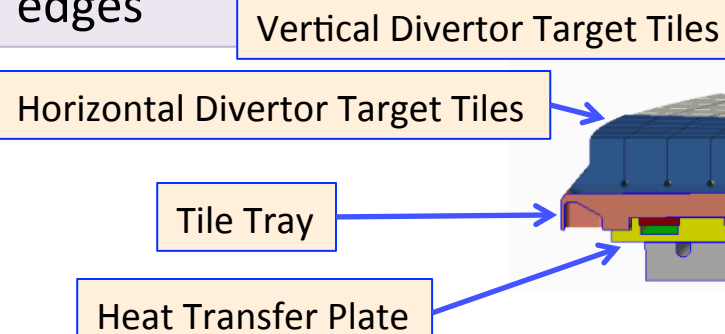 edges
Vertical Divertor Target Tiles
Horizontal Divertor Target Tiles
Tile Tray
Heat Transfer Plate